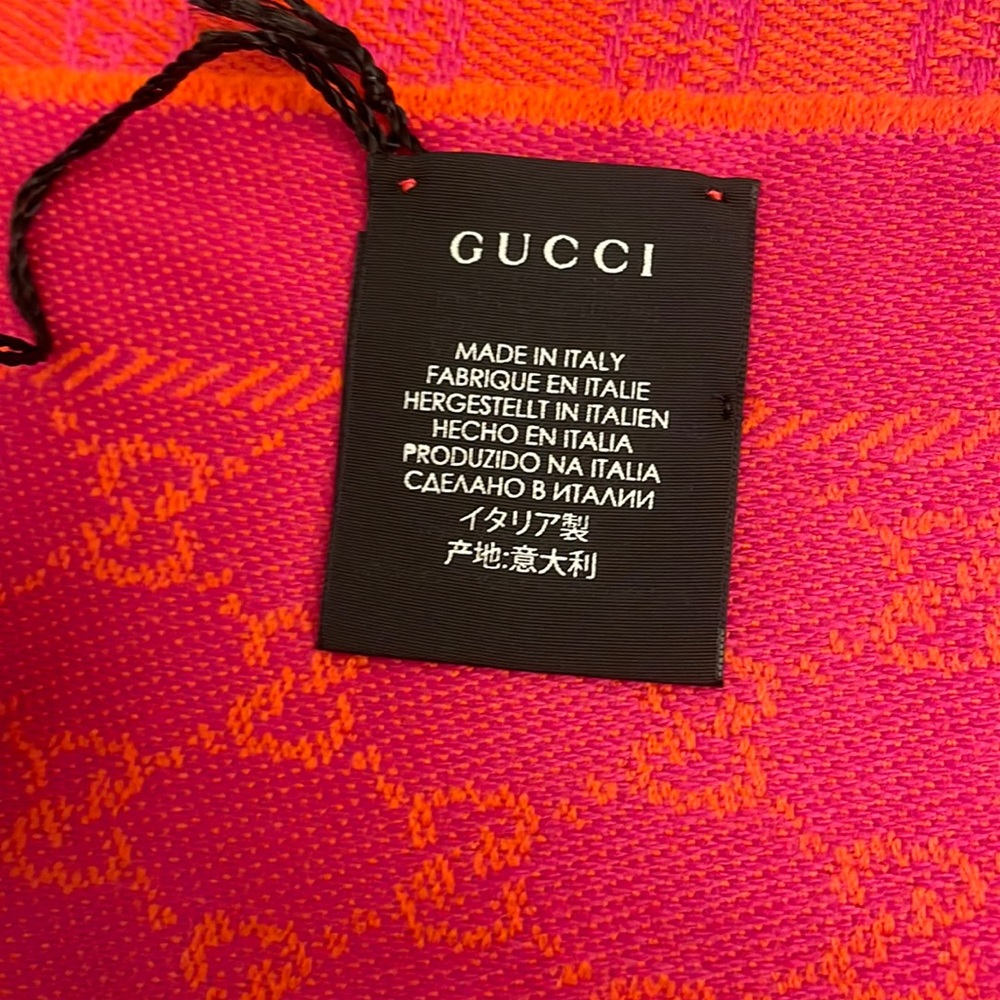 GUCCI
MADE IN ITALY
FABRIQUE EN ITALIE
HERGESTELLT IN ITALIEN
HECHO EN ITALIA
PRODUZIDO NA ITALIA
СДЕЛАНО В ИТАЛИИ
イタリア製
产地:意大利